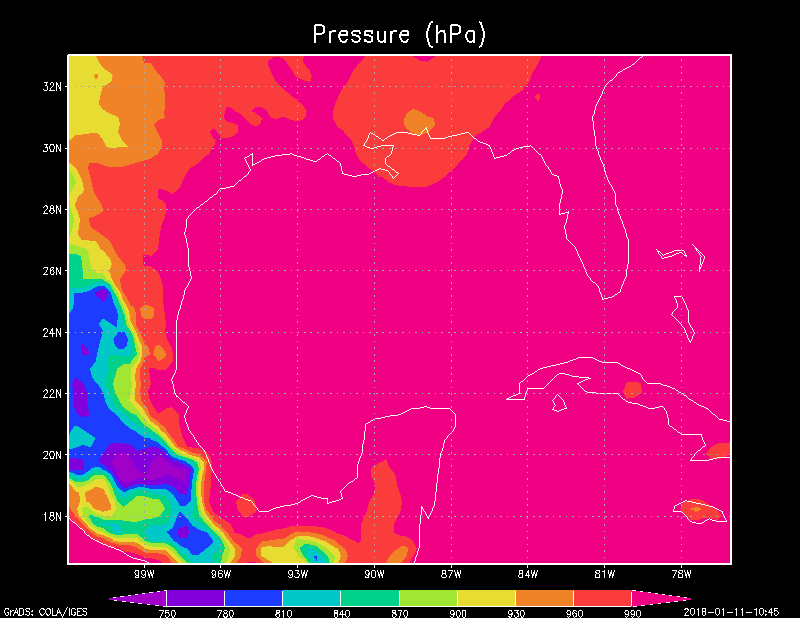 Pressure (hPa)
32N
30N
28N
26N
24N
22N
20N
18N
99W 96W 93W 90W 87W 84W 81W 78W
750 780 810 840 870 900 930 960 990
GrADS: COLA/IGES 2018-01-11-10:45